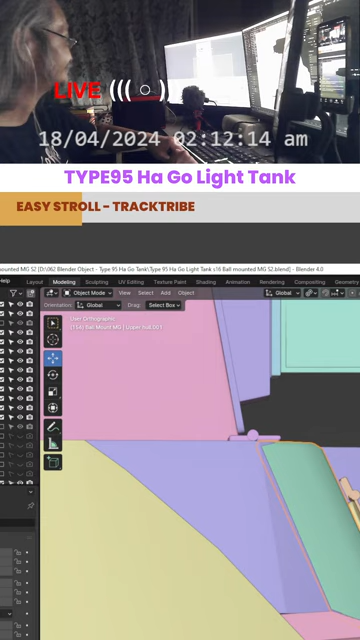 LIVE ((( ○ ))
18/04/2024 02:12:14 am
TYPE95 Ha Go Light Tank
EASY STROLL - TRACKTRIBE
ounted MG S2 [D:\062 Blender Object - Type 95 Ha Go Tank\Type 95 Ha Go Light Tank s16 Ball mounted MG S2.blend] - Blender 4.0
Help Layout Modeling Sculpting UV Editing Texture Paint Shading Animation Rendering Compositing Geometry
Object Mode View Select Add Object Global
Orientation: Global Drag: Select Box
User Orthographic
(154) Ball Mount MG | Upper hull.001